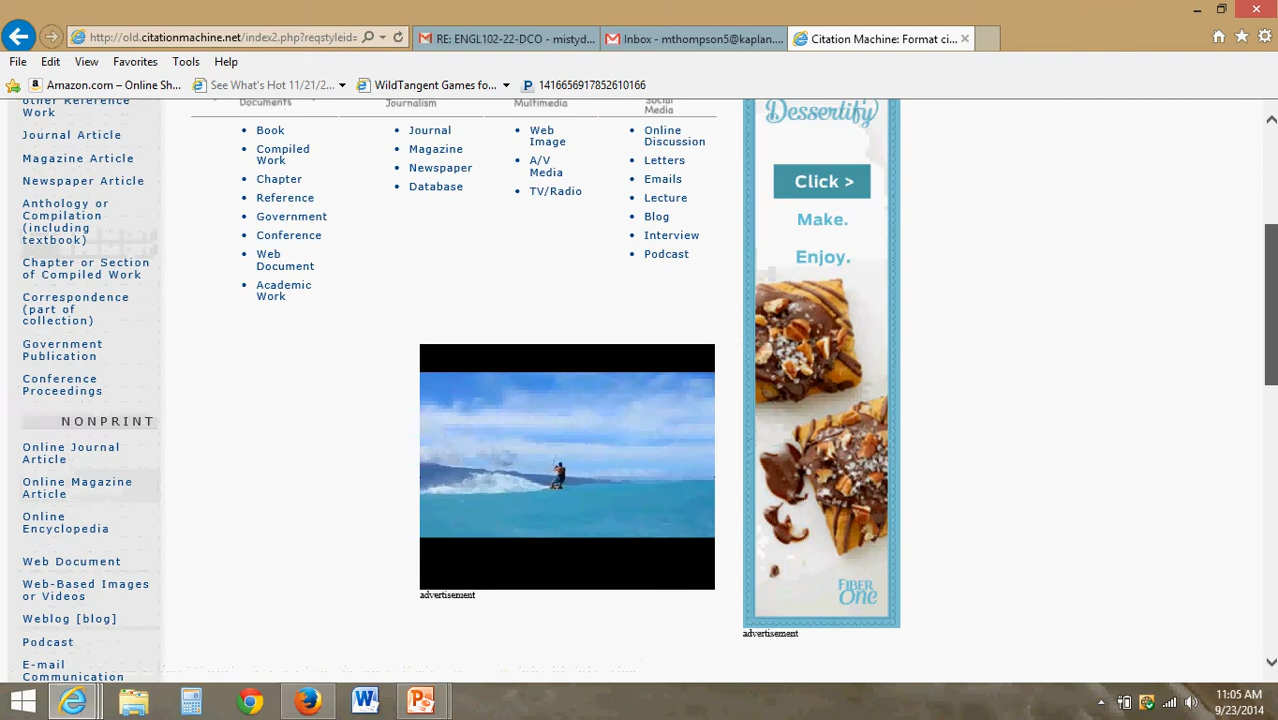 http://old.citationmachine.net/index2.php?reqstyleid=
RE: ENGL102-22-DCO - mistyd...
Inbox - mthompson5@kaplan....
Citation Machine: Format ci...
File Edit View Favorites Tools Help
Amazon.com – Online Sh...
See What's Hot 11/21/2...
WildTangent Games fo...
1416656917852610166
other Reference
Work
Journal Article
Magazine Article
Newspaper Article
Anthology or
Compilation
(including
textbook)
Chapter or Section
of Compiled Work
Correspondence
(part of
collection)
Government
Publication
Conference
Proceedings
NONPRINT
Online Journal
Article
Online Magazine
Article
Online
Encyclopedia
Web Document
Web-Based Images
or Videos
Weblog [blog]
Podcast
E-mail
Communication
Documents
Book
Compiled
Work
Chapter
Reference
Government
Conference
Web
Document
Academic
Work
Journalism
Journal
Magazine
Newspaper
Database
Multimedia
Web
Image
A/V
Media
TV/Radio
Social
Media
Online
Discussion
Letters
Emails
Lecture
Blog
Interview
Podcast
advertisement
Dessertify
Click >
Make.
Enjoy.
FIBER
One
advertisement
11:05 AM
9/23/2014